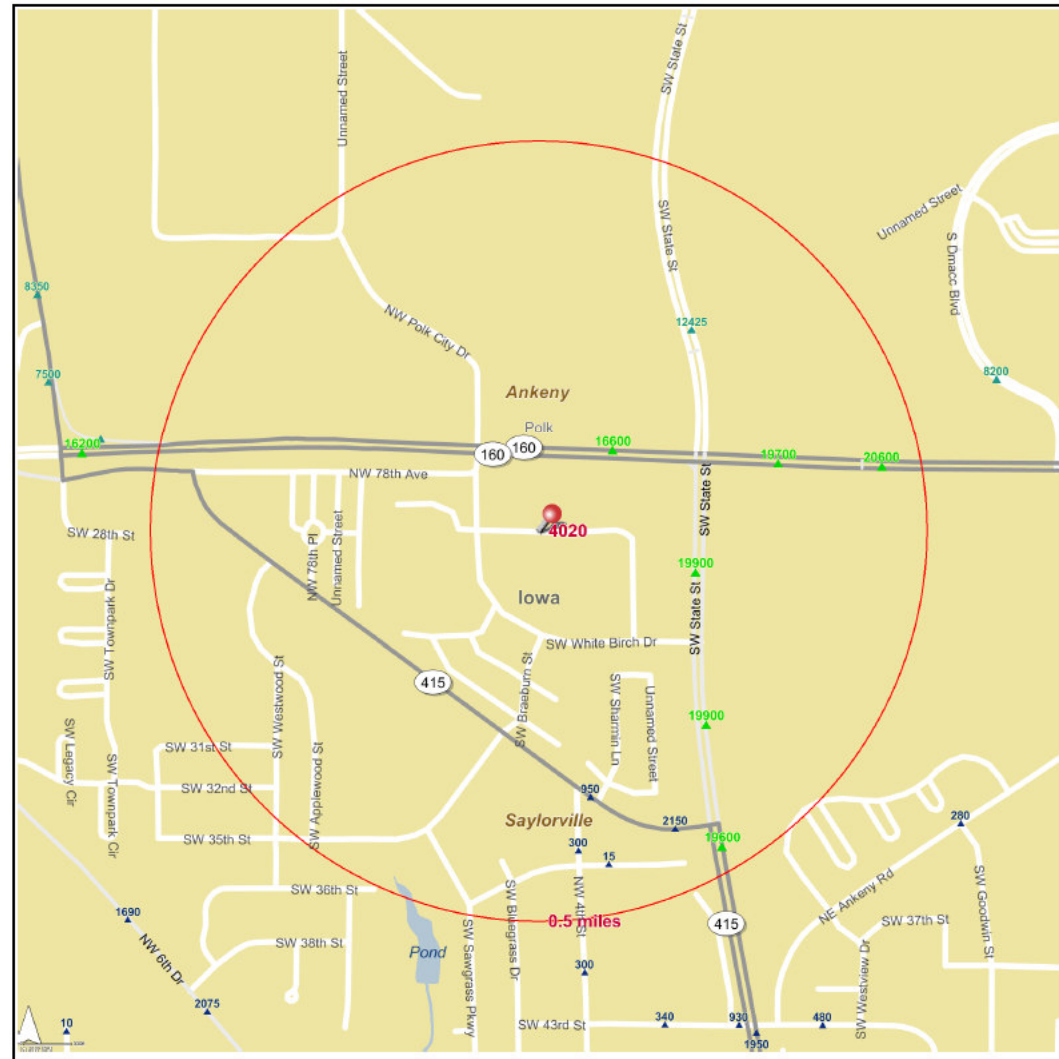 SW State St
Unnamed Street
Unnamed Street
SW State St
S Dmacc Blvd
8350
NW Polk City Dr
12425
7500
8200
Ankeny
Polk
16200
160
160
16600
19700
20600
NW 78th Ave
SW State St
4020
SW 28th St
NW 78th Pl
Unnamed Street
19900
SW Townpark Dr
Iowa
SW State St
SW White Birch Dr
SW Westwood St
415
SW Braeburn St
SW Sharmin Ln
Unnamed Street
19900
SW Legacy Cir
SW 31st St
SW Townpark Cir
SW 32nd St
SW Applewood St
950
Saylorville
2150
280
SW 35th St
300
15
19600
NE Ankeny Rd
SW 36th St
SW Bluegrass Dr
NW 4th St
SW Goodwin St
1690
0.5 miles
415
SW 37th St
NW 6th Dr
SW 38th St
Pond
SW Sawgrass Pkwy
300
SW Westview Dr
2075
10
SW 43rd St
340
930
480
1950